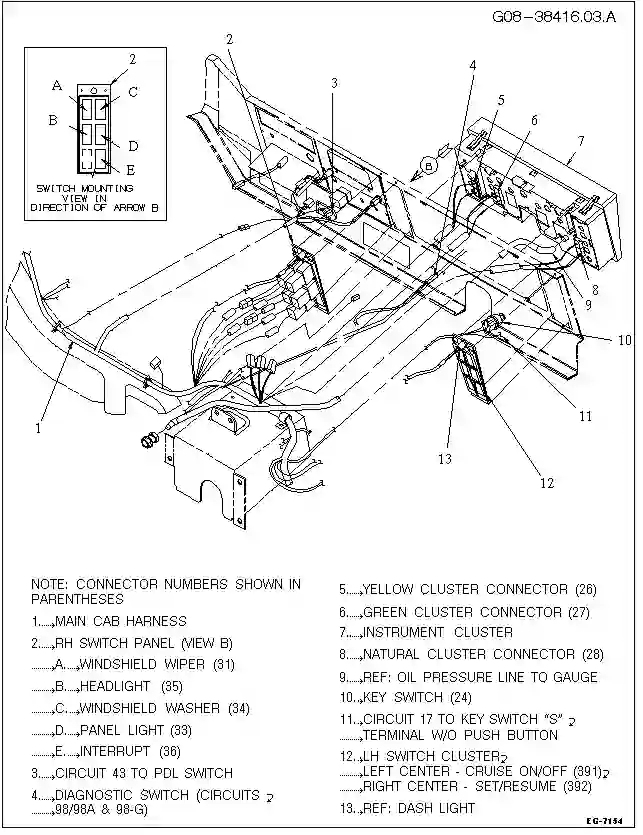 G08-38416.03.A
2
A
C
B
D
E
SWITCH MOUNTING
VIEW IN
DIRECTION OF ARROW B
2
3
4
5
6
7
B
8
9
10
11
12
13
1
NOTE: CONNECTOR NUMBERS SHOWN IN
PARENTHESES
1.....MAIN CAB HARNESS
2.....RH SWITCH PANEL (VIEW B)
........A....WINDSHIELD WIPER (31)
........B....HEADLIGHT (35)
........C....WINDSHIELD WASHER (34)
........D....PANEL LIGHT (33)
........E....INTERRUPT (36)
3.....CIRCUIT 43 TO PDL SWITCH
4.....DIAGNOSTIC SWITCH (CIRCUITS
........98/98A & 98-G)
5.....YELLOW CLUSTER CONNECTOR (26)
6.....GREEN CLUSTER CONNECTOR (27)
7.....INSTRUMENT CLUSTER
8.....NATURAL CLUSTER CONNECTOR (28)
9.....REF: OIL PRESSURE LINE TO GAUGE
10...KEY SWITCH (24)
11...CIRCUIT 17 TO KEY SWITCH "S"
........TERMINAL W/O PUSH BUTTON
12...LH SWITCH CLUSTER
........LEFT CENTER - CRUISE ON/OFF (391)
........RIGHT CENTER - SET/RESUME (392)
13...REF: DASH LIGHT
EG-7154